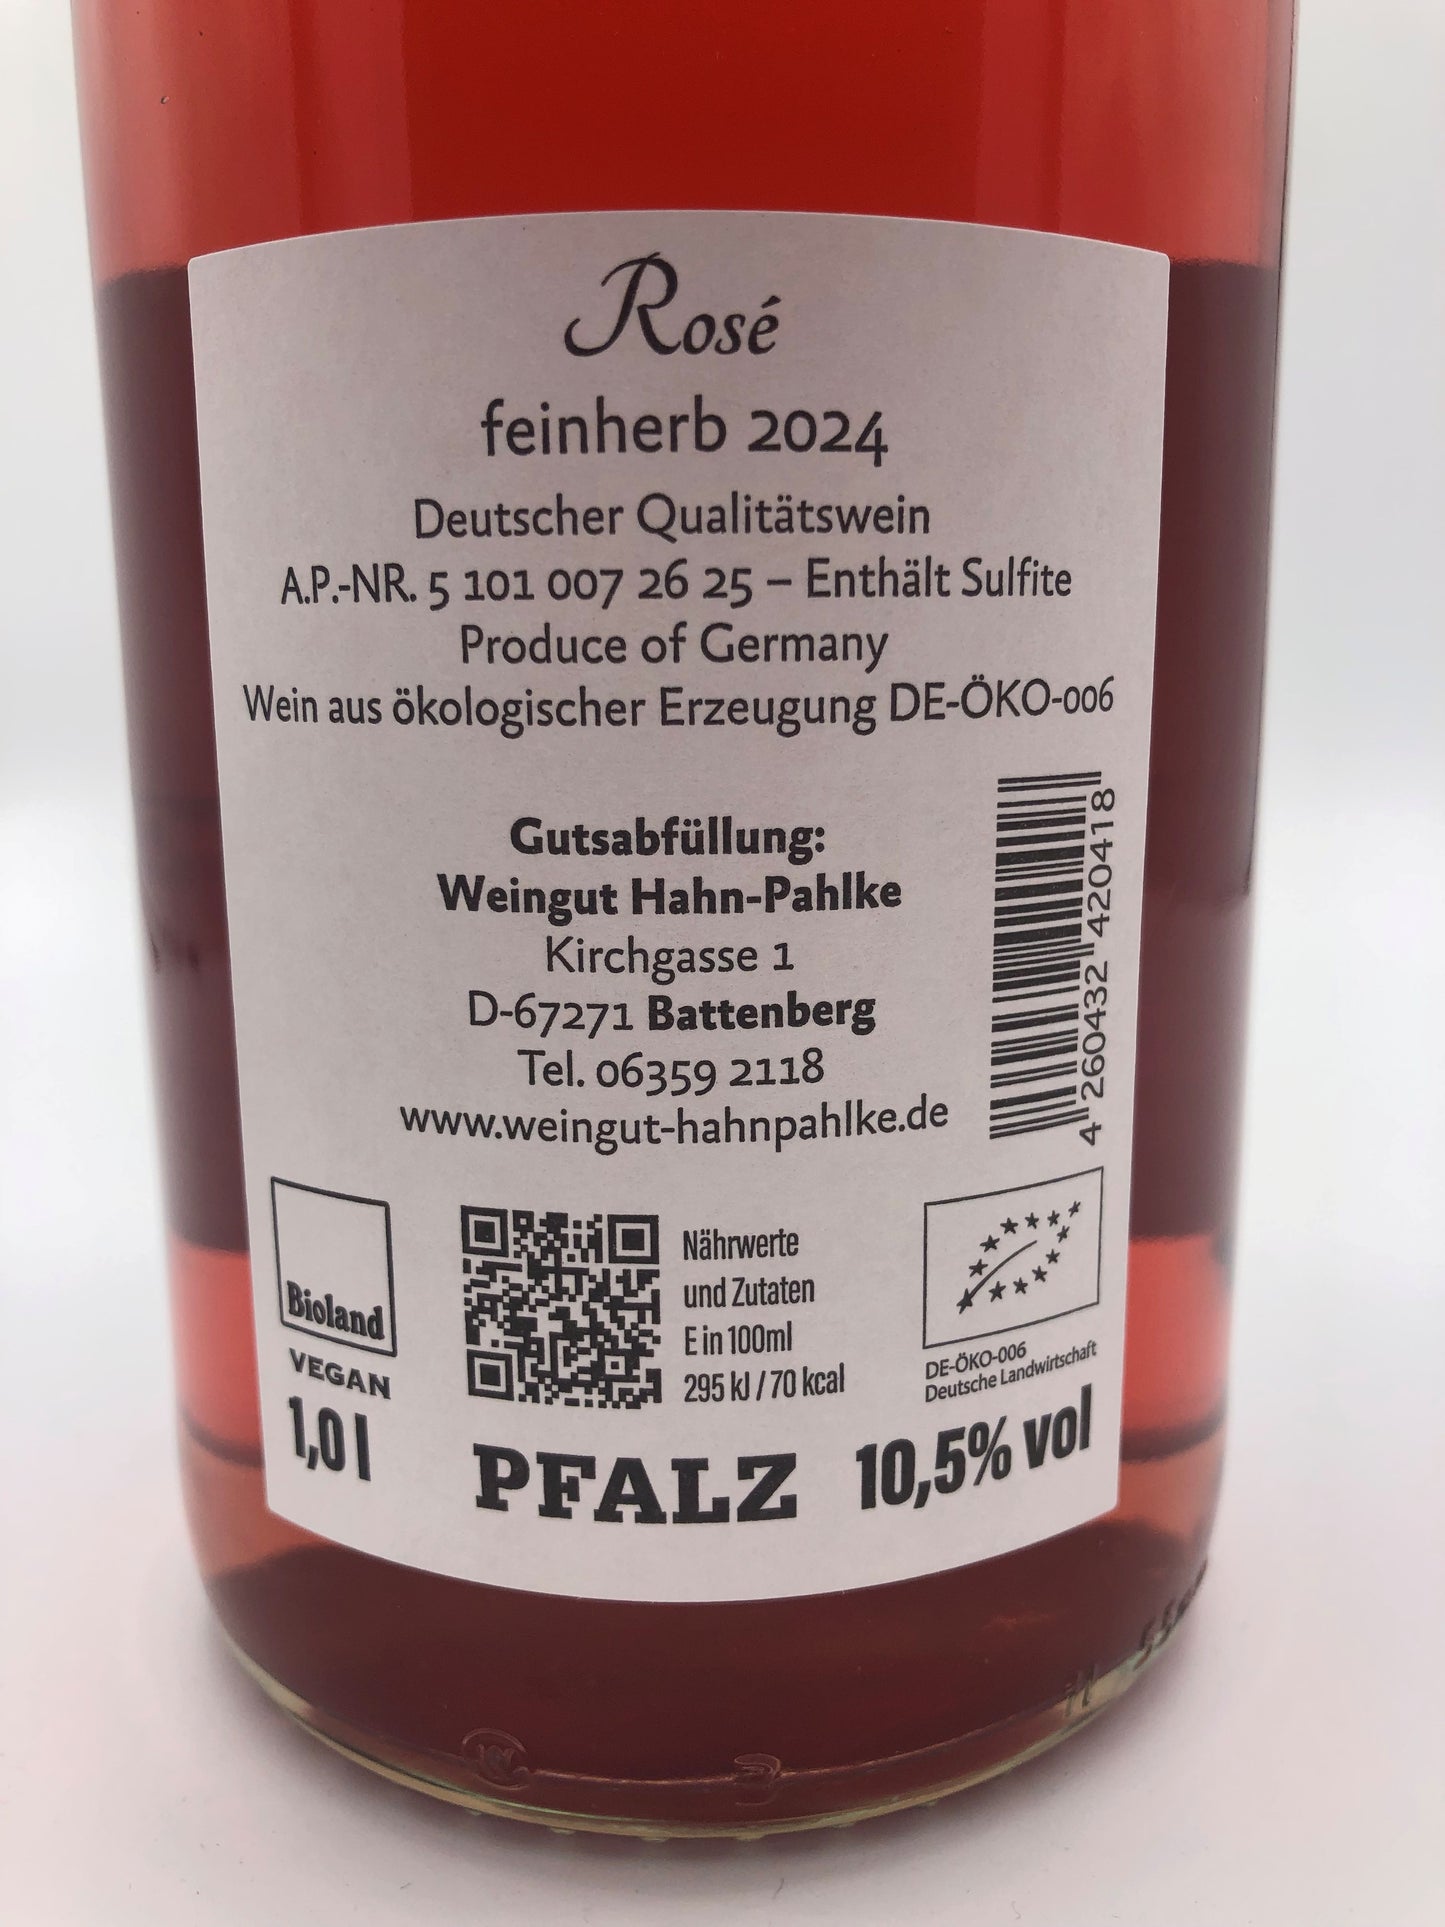 Rosé
feinherb 2024
Deutscher Qualitätswein
A.P.-NR. 5 101 007 26 25 – Enthält Sulfite
Produce of Germany
Wein aus ökologischer Erzeugung DE-ÖKO-006
Gutsabfüllung:
Weingut Hahn-Pahlke
Kirchgasse 1
D-67271 Battenberg
Tel. 06359 2118
www.weingut-hahnpahlke.de
4 260432 420418
Bioland
VEGAN
1,0 l
Nährwerte
und Zutaten
E in 100ml
295 kJ / 70 kcal
DE-ÖKO-006
Deutsche Landwirtschaft
PFALZ
10,5% vol